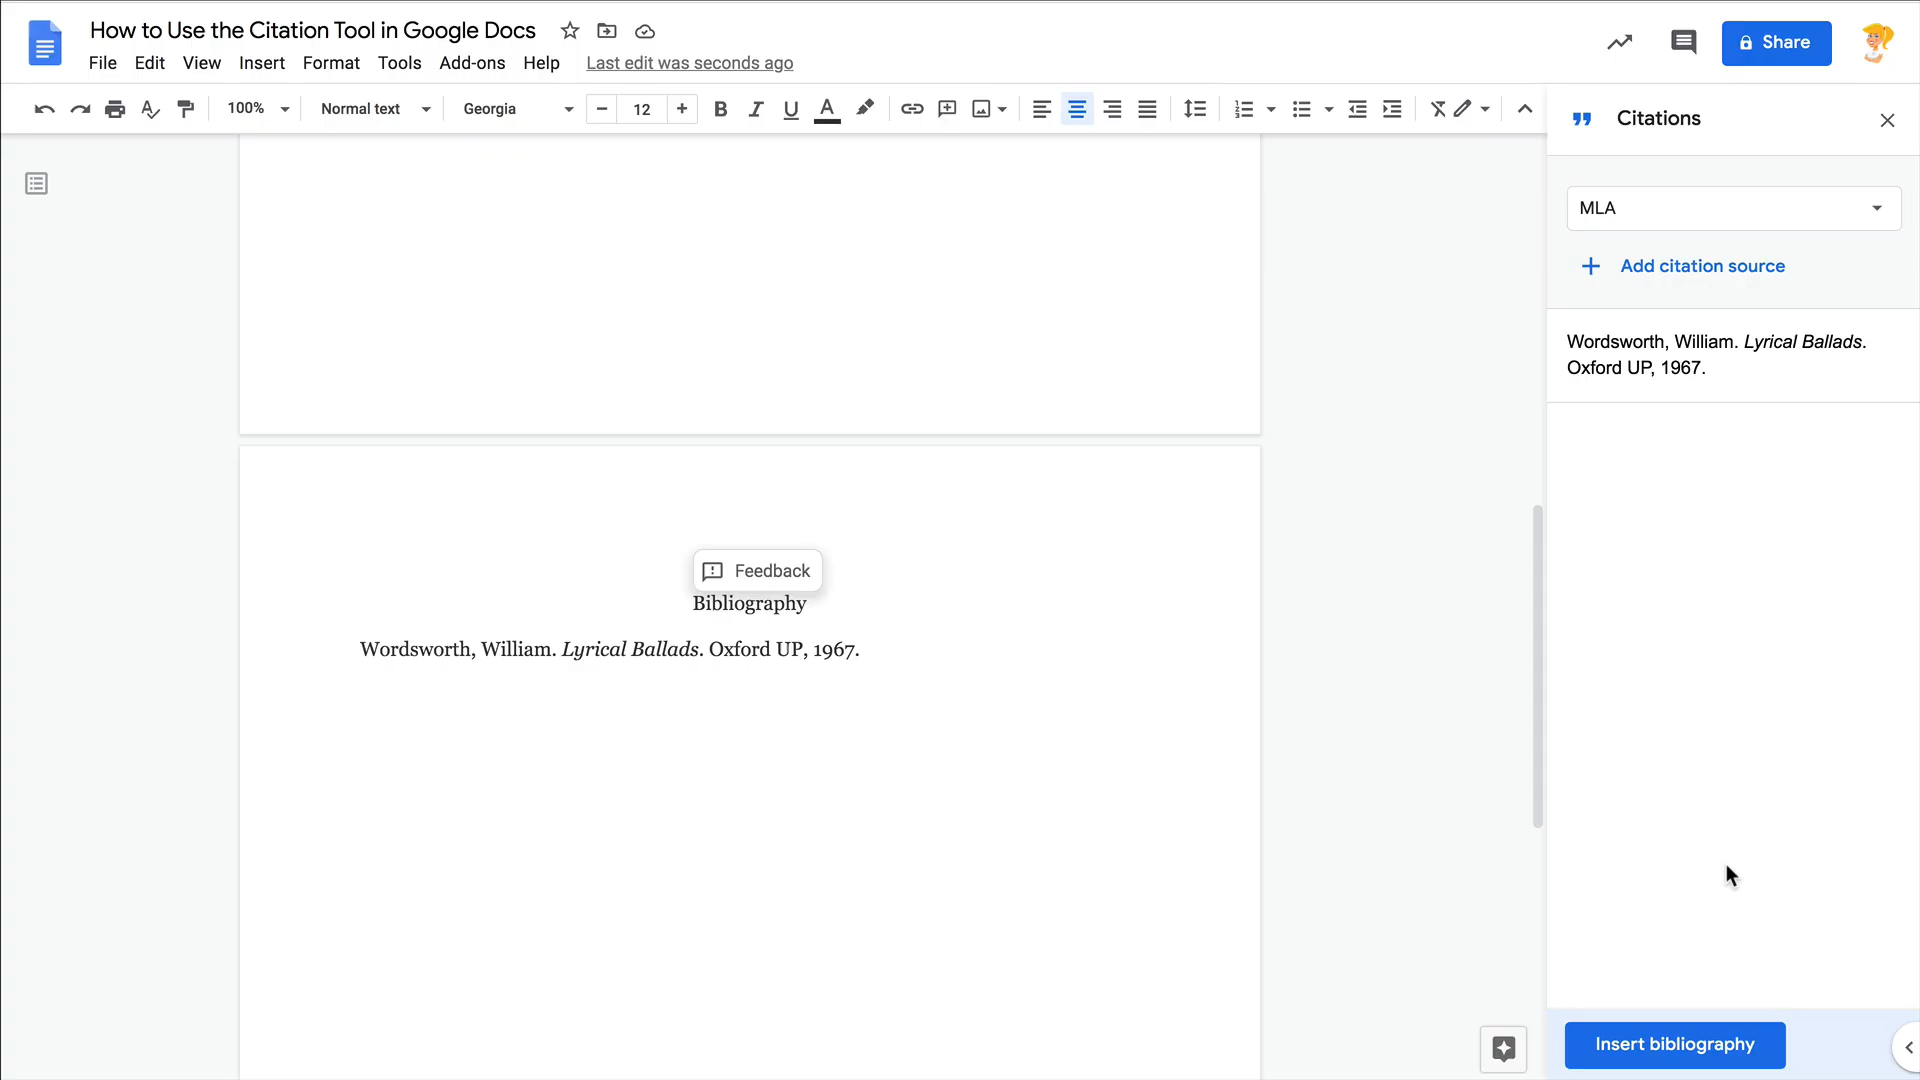 How to Use the Citation Tool in Google Docs
File Edit View Insert Format Tools Add-ons Help Last edit was seconds ago
Share
100% Normal text Georgia 12
Citations
MLA
Add citation source
Wordsworth, William. Lyrical Ballads.
Oxford UP, 1967.
Feedback
Bibliography
Wordsworth, William. Lyrical Ballads. Oxford UP, 1967.
Insert bibliography